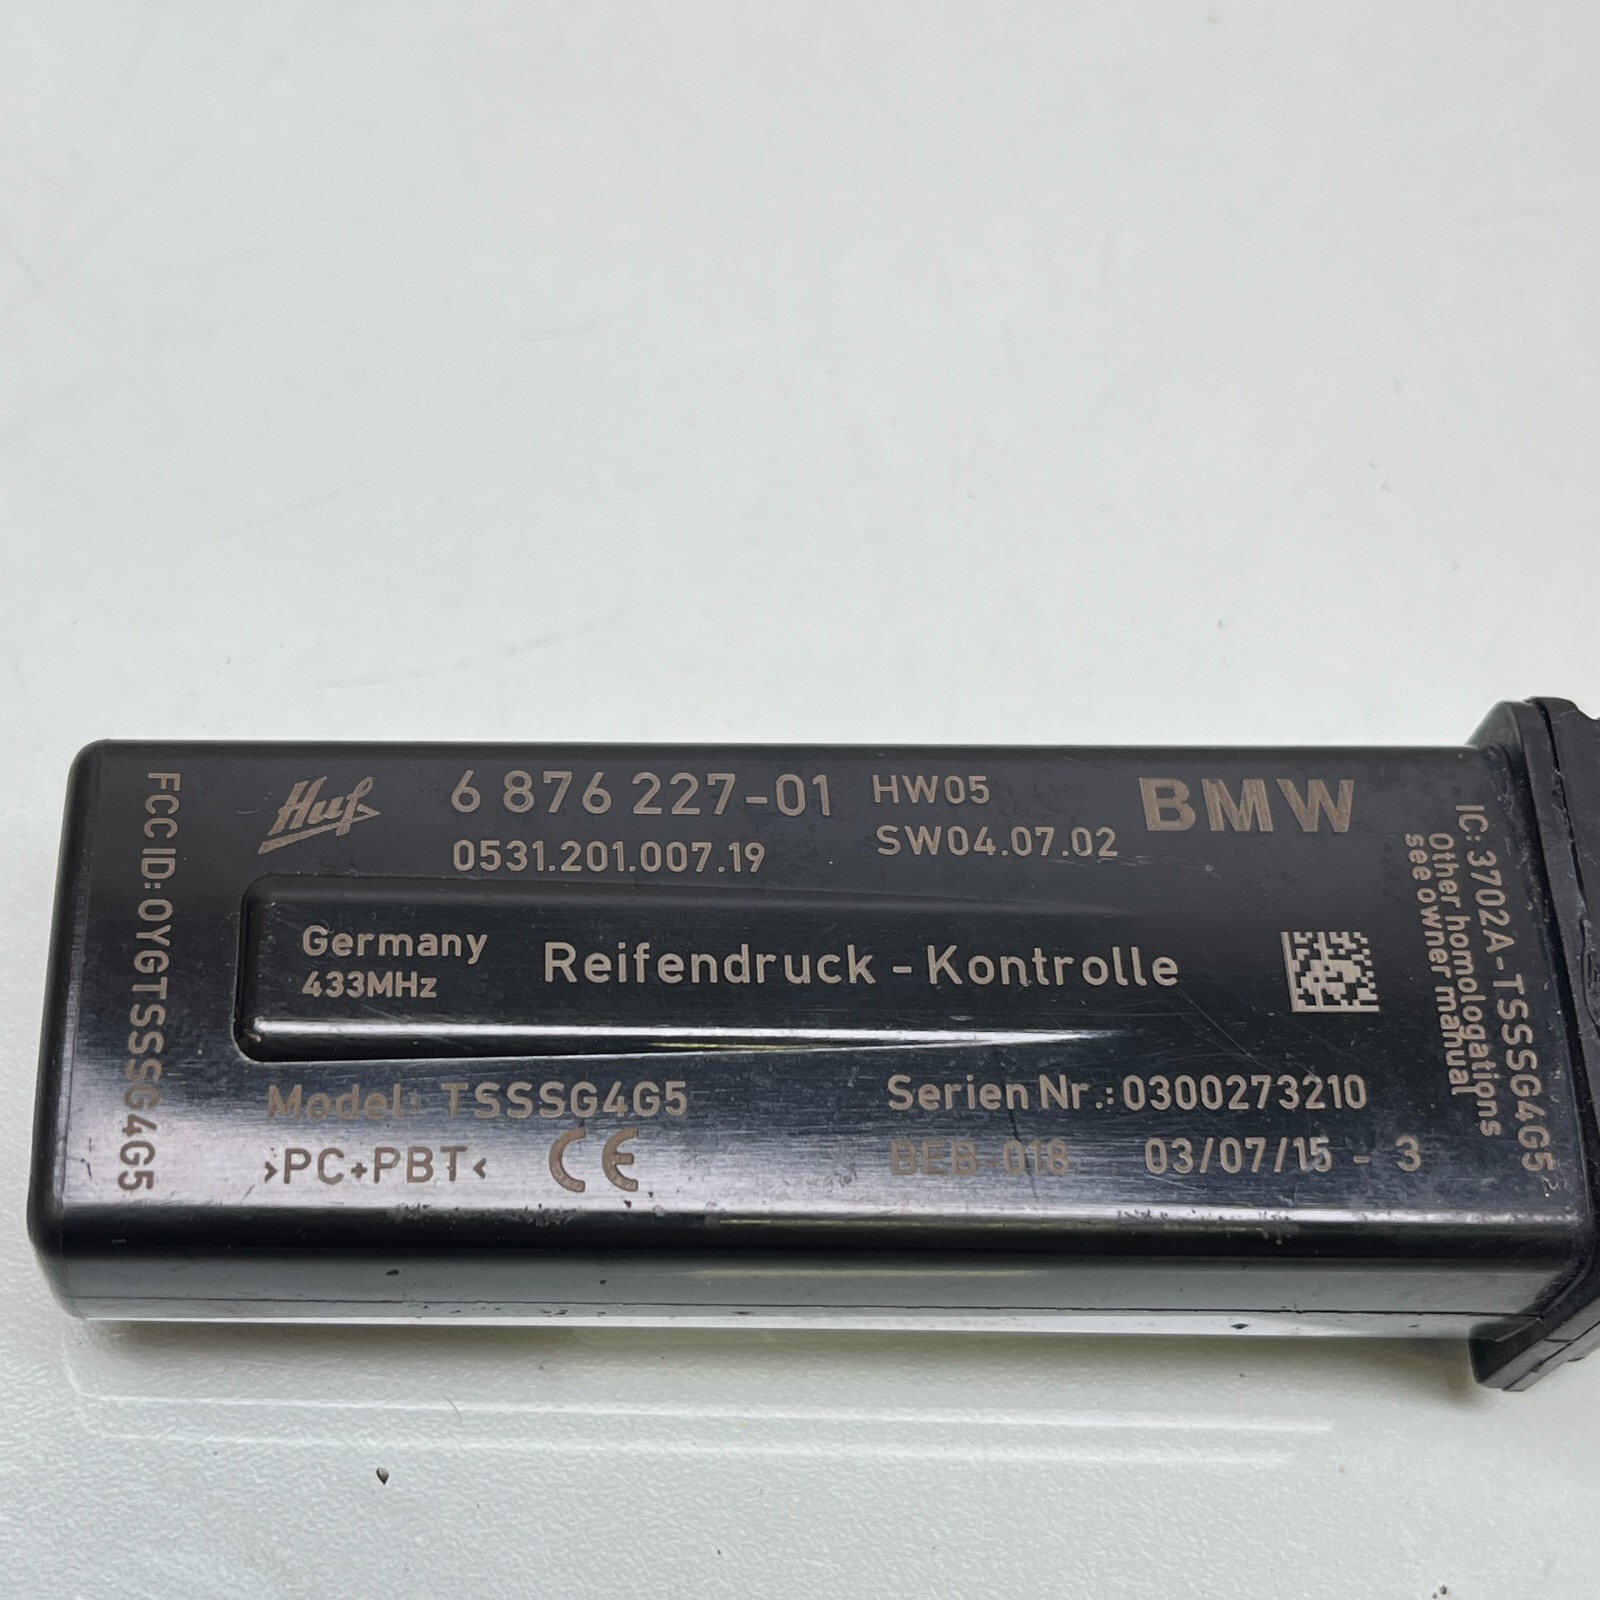 Huf
6 876 227-01
0531.201.007.19
HW05
SW04.07.02
BMW
Germany
433MHz
Reifendruck - Kontrolle
Model: TSSSG4G5
>PC+PBT<
CE
Serien Nr.: 0300273210
BEB-018 03/07/15 - 3
FCC ID: OYGTSSSG4G5
IC: 3702A-TSSSG4G5
Other homologations
see owner manual